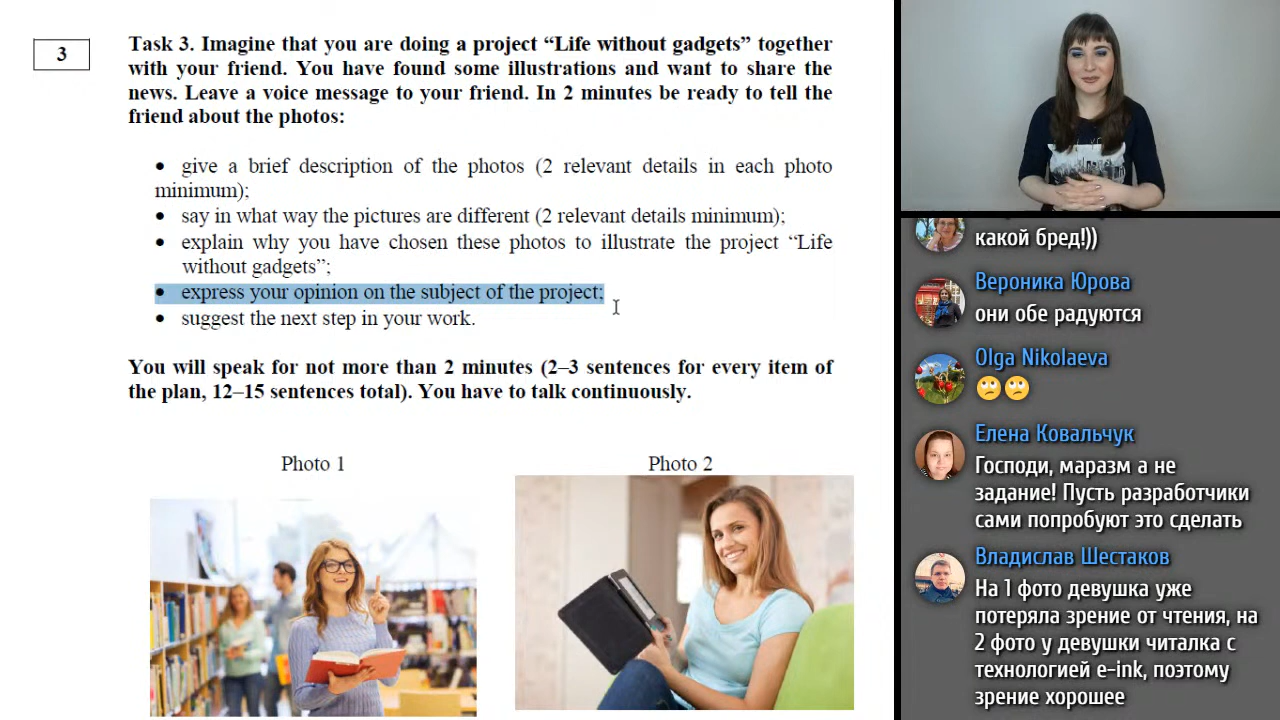 3
Task 3. Imagine that you are doing a project “Life without gadgets” together
with your friend. You have found some illustrations and want to share the
news. Leave a voice message to your friend. In 2 minutes be ready to tell the
friend about the photos:
• give a brief description of the photos (2 relevant details in each photo
minimum);
• say in what way the pictures are different (2 relevant details minimum);
• explain why you have chosen these photos to illustrate the project “Life
without gadgets”;
• express your opinion on the subject of the project;
• suggest the next step in your work.
You will speak for not more than 2 minutes (2–3 sentences for every item of
the plan, 12–15 sentences total). You have to talk continuously.
Photo 1
Photo 2
какой бред!))
Вероника Юрова
они обе радуются
Olga Nikolaeva
🙄🙄
Елена Ковальчук
Господи, маразм а не
задание! Пусть разработчики
сами попробуют это сделать
Владислав Шестаков
На 1 фото девушка уже
потеряла зрение от чтения, на
2 фото у девушки читалка с
технологией e-ink, поэтому
зрение хорошее